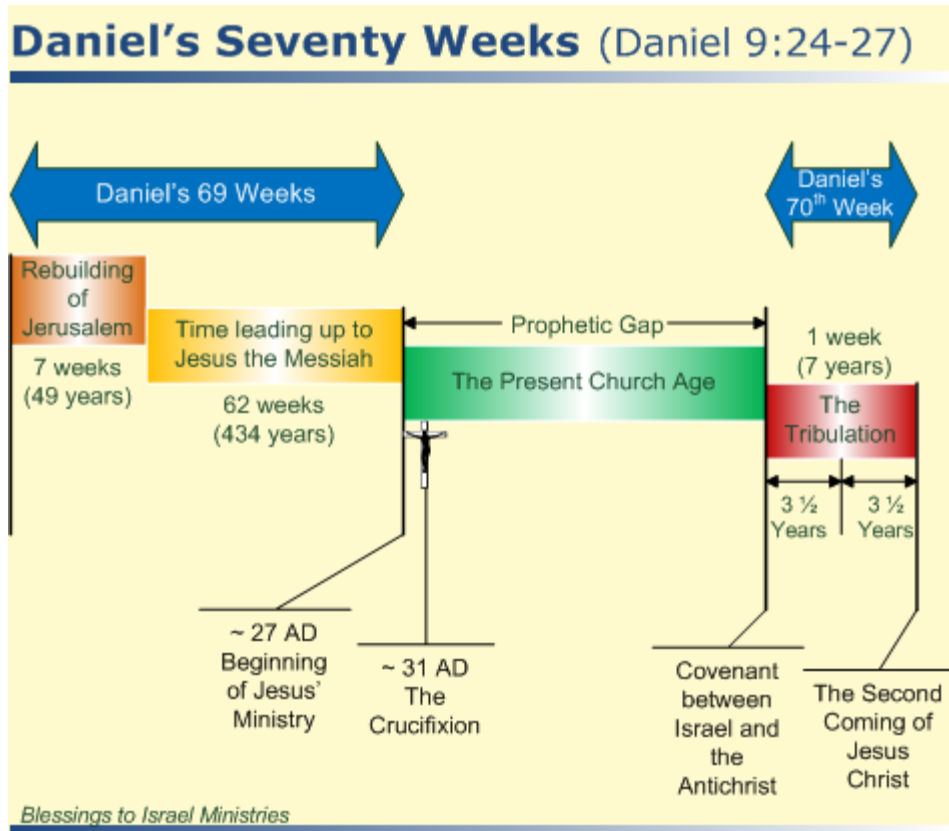 Daniel's Seventy Weeks (Daniel 9:24-27)
Daniel's 69 Weeks
Daniel's
70th Week
Rebuilding
of
Jerusalem
7 weeks
(49 years)
Time leading up to
Jesus the Messiah
62 weeks
(434 years)
Prophetic Gap
The Present Church Age
1 week
(7 years)
The
Tribulation
3 ½
Years
3 ½
Years
~ 27 AD
Beginning
of Jesus'
Ministry
~ 31 AD
The
Crucifixion
Covenant
between
Israel and
the
Antichrist
The Second
Coming of
Jesus
Christ
Blessings to Israel Ministries